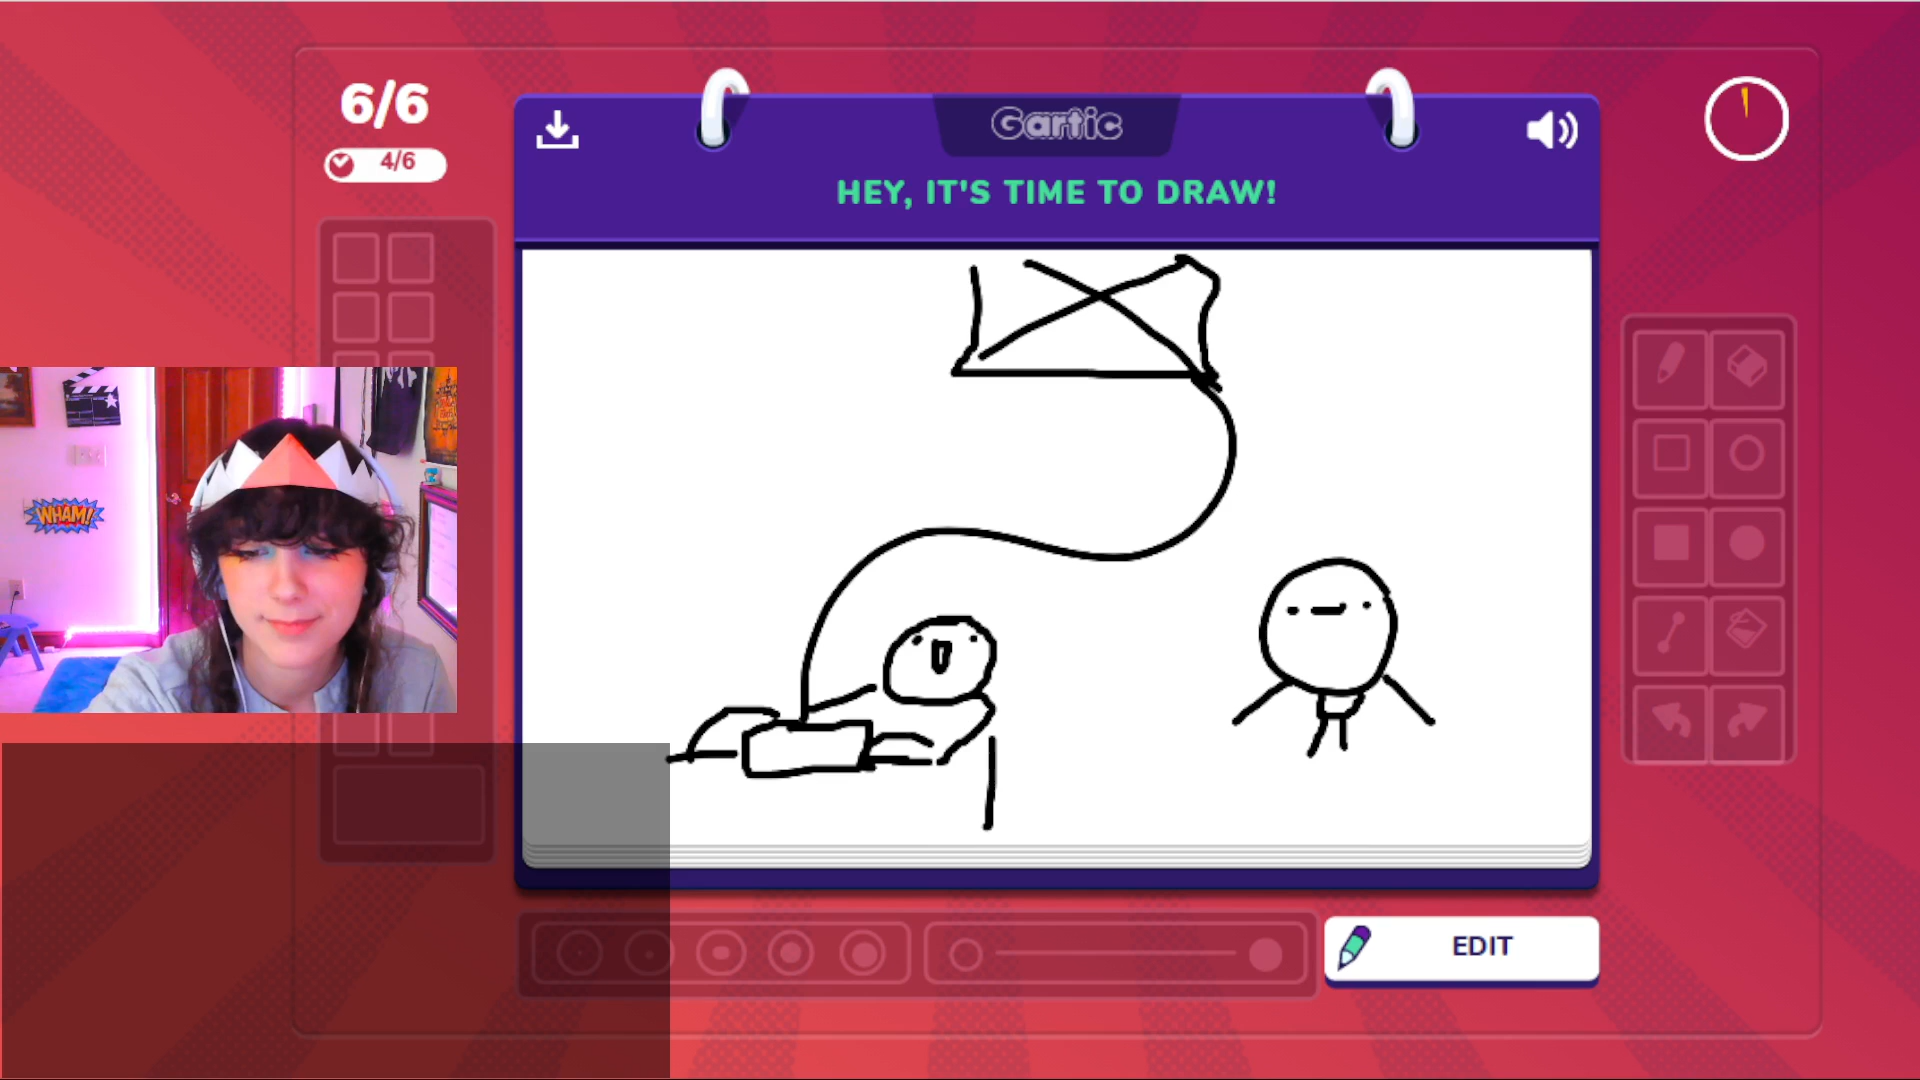 6/6
4/6
Gartic
HEY, IT'S TIME TO DRAW!
WHAM!
EDIT